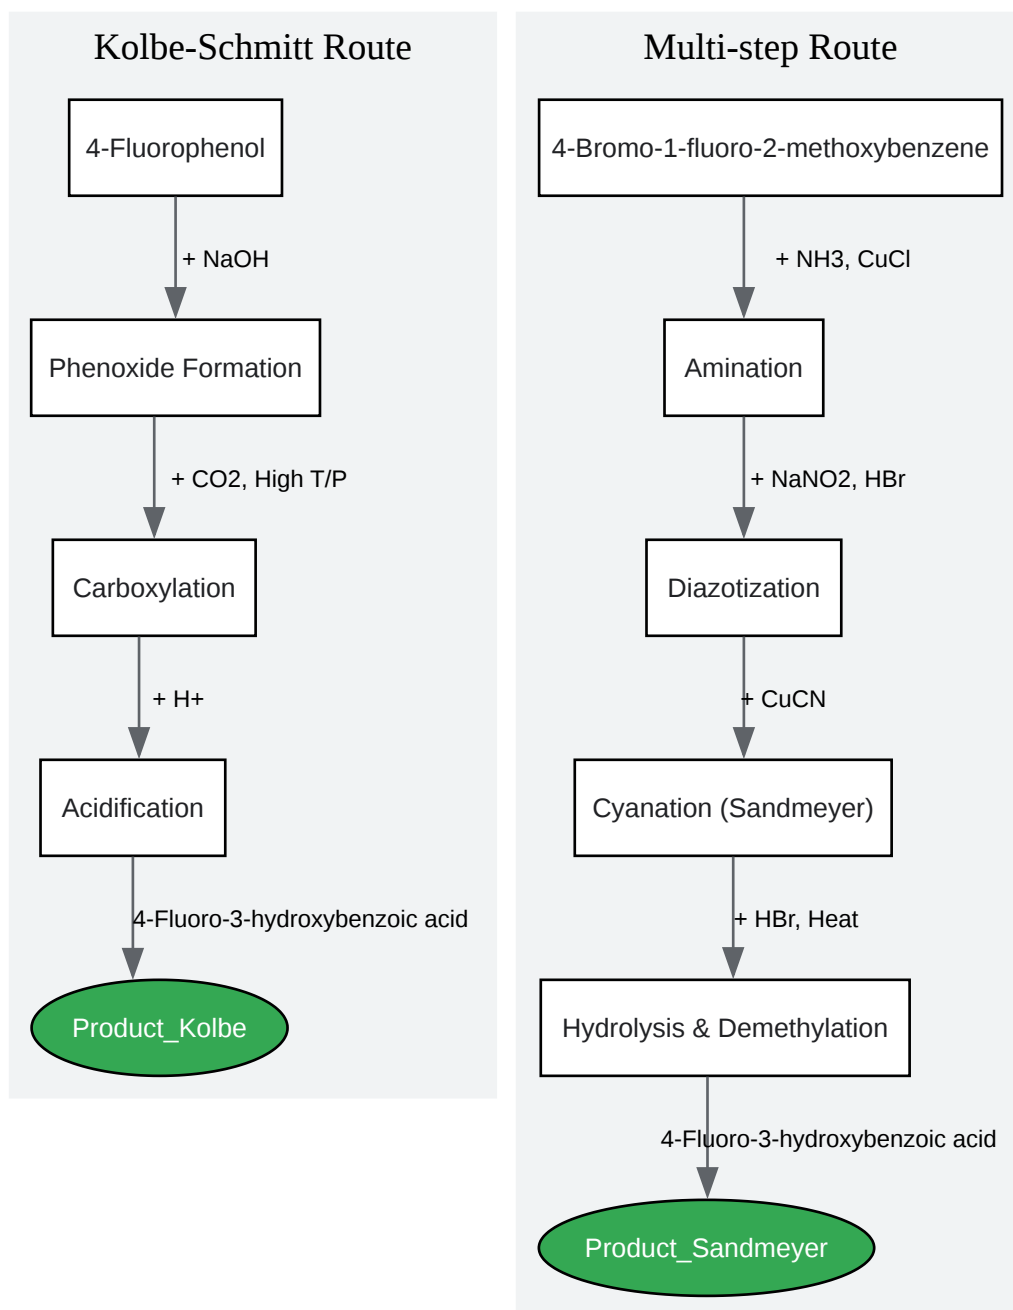 Kolbe-Schmitt Route
4-Fluorophenol
+ NaOH
Phenoxide Formation
+ CO2, High T/P
Carboxylation
+ H+
Acidification
4-Fluoro-3-hydroxybenzoic acid
Product_Kolbe
Multi-step Route
4-Bromo-1-fluoro-2-methoxybenzene
+ NH3, CuCl
Amination
+ NaNO2, HBr
Diazotization
+ CuCN
Cyanation (Sandmeyer)
+ HBr, Heat
Hydrolysis & Demethylation
4-Fluoro-3-hydroxybenzoic acid
Product_Sandmeyer